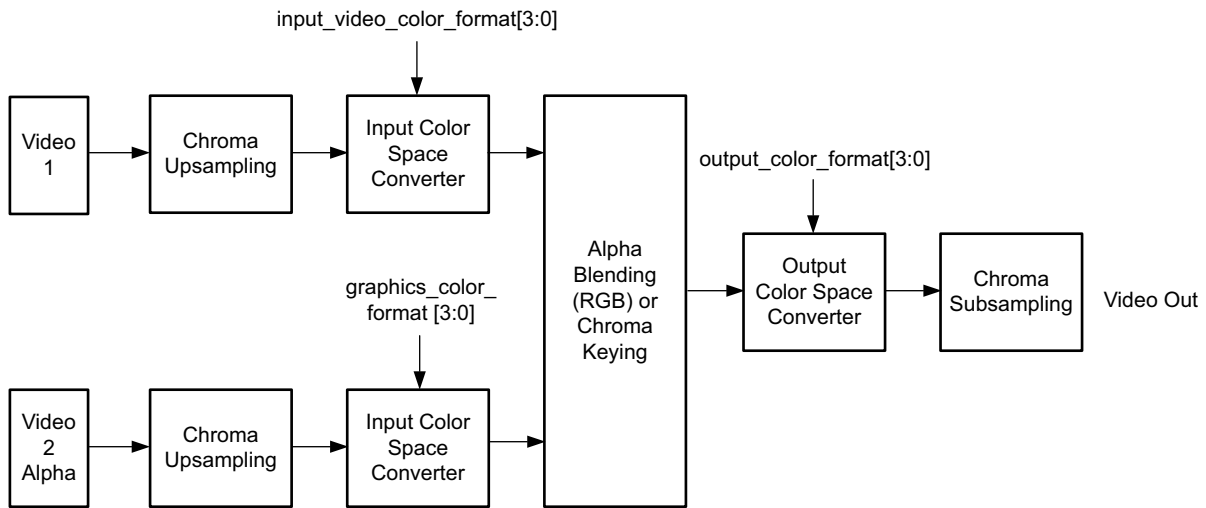 input_video_color_format[3:0]
Video
1
Chroma
Upsampling
Input Color
Space
Converter
output_color_format[3:0]
Alpha
Blending
(RGB) or
Chroma
Keying
Output
Color Space
Converter
Chroma
Subsampling
Video Out
graphics_color_
format [3:0]
Video
2
Alpha
Chroma
Upsampling
Input Color
Space
Converter